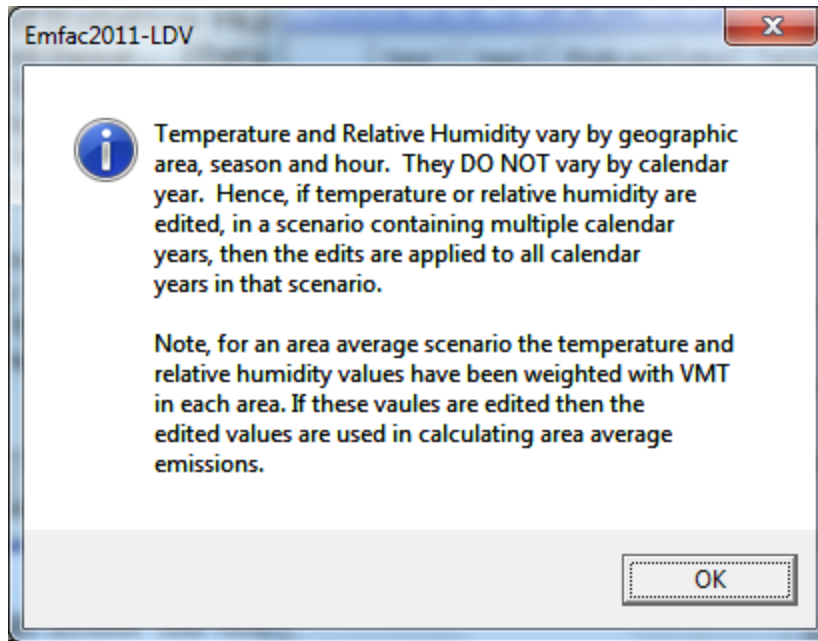 Emfac2011-LDV
Temperature and Relative Humidity vary by geographic
area, season and hour.  They DO NOT vary by calendar
year.  Hence, if temperature or relative humidity are
edited, in a scenario containing multiple calendar
years, then the edits are applied to all calendar
years in that scenario.
Note, for an area average scenario the temperature and
relative humidity values have been weighted with VMT
in each area. If these vaules are edited then the
edited values are used in calculating area average
emissions.
OK